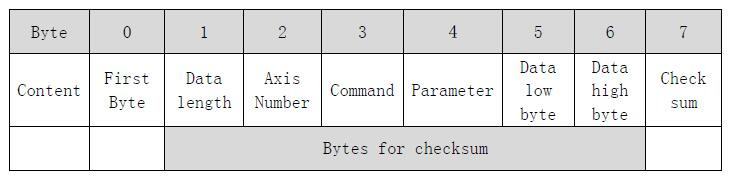 Byte 0 1 2 3 4 5 6 7
Content First Byte Data length Axis Number Command Parameter Data low byte Data high byte Check sum
Bytes for checksum